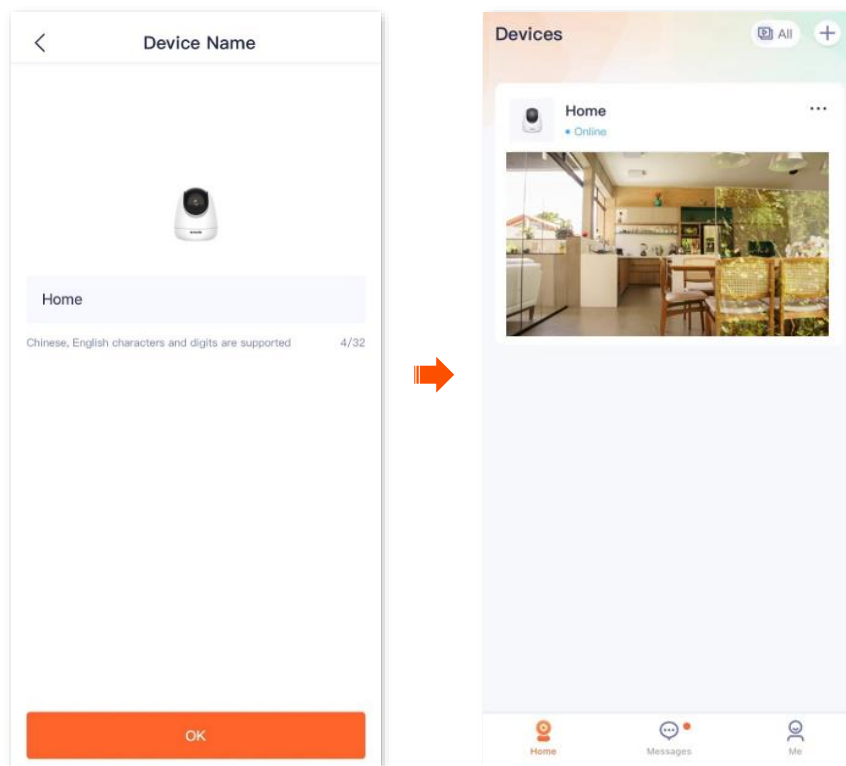 Device Name
Home
Chinese, English characters and digits are supported 4/32
OK
Devices
All
Home
Online
Home
Messages
Me